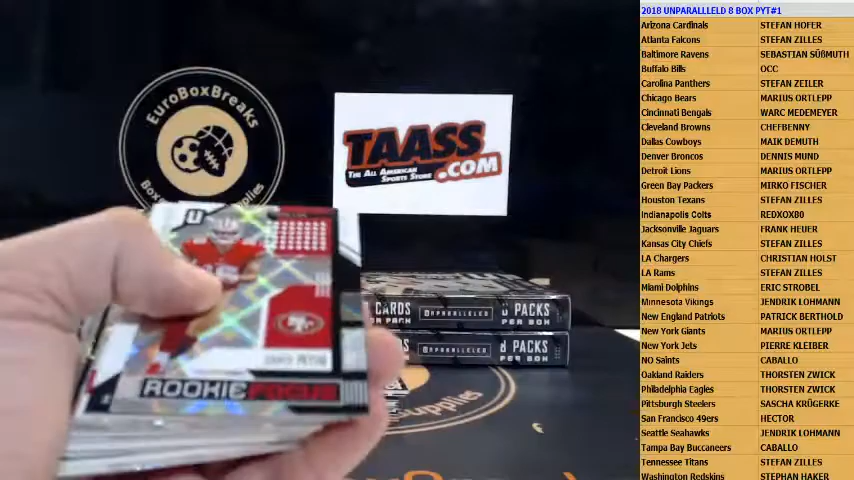 EuroBoxBreaks
TAASS
THE ALL AMERICAN
SPORTS STORE
.COM
ROOKIE FOCUS
CARDS
UNPARALLELED
8 PACKS
PER BOX
UNPARALLELED
8 PACKS
PER BOX
2018 UNPARALLLELD 8 BOX PYT#1
Arizona Cardinals STEFAN HOFER
Atlanta Falcons STEFAN ZILLES
Baltimore Ravens SEBASTIAN SÜßMUTH
Buffalo Bills OCC
Carolina Panthers STEFAN ZEILER
Chicago Bears MARIUS ORTLEPP
Cincinnati Bengals WARC MEDEMEYER
Cleveland Browns CHEFBENNY
Dallas Cowboys MAIK DEMUTH
Denver Broncos DENNIS MUND
Detroit Lions MARIUS ORTLEPP
Green Bay Packers MIRKO FISCHER
Houston Texans STEFAN ZILLES
Indianapolis Colts REDXOX80
Jacksonville Jaguars FRANK HEUER
Kansas City Chiefs STEFAN ZILLES
LA Chargers CHRISTIAN HOLST
LA Rams STEFAN ZILLES
Miami Dolphins ERIC STROBEL
Minnesota Vikings JENDRIK LOHMANN
New England Patriots PATRICK BERTHOLD
New York Giants MARIUS ORTLEPP
New York Jets PIERRE KLEIBER
NO Saints CABALLO
Oakland Raiders THORSTEN ZWICK
Philadelphia Eagles THORSTEN ZWICK
Pittsburgh Steelers SASCHA KRÜGERKE
San Francisco 49ers HECTOR
Seattle Seahawks JENDRIK LOHMANN
Tampa Bay Buccaneers CABALLO
Tennessee Titans STEFAN ZILLES
Washington Redskins STEPHAN HAKER